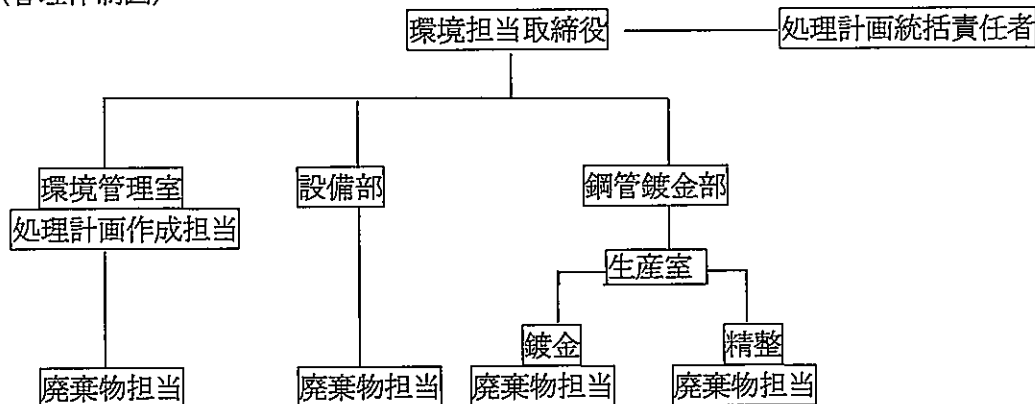 (管理体制図)
環境担当取締役 処理計画統括責任者
環境管理室 設備部 鋼管鍍金部
処理計画作成担当
生産室
鍍金 精整
廃棄物担当 廃棄物担当 廃棄物担当 廃棄物担当